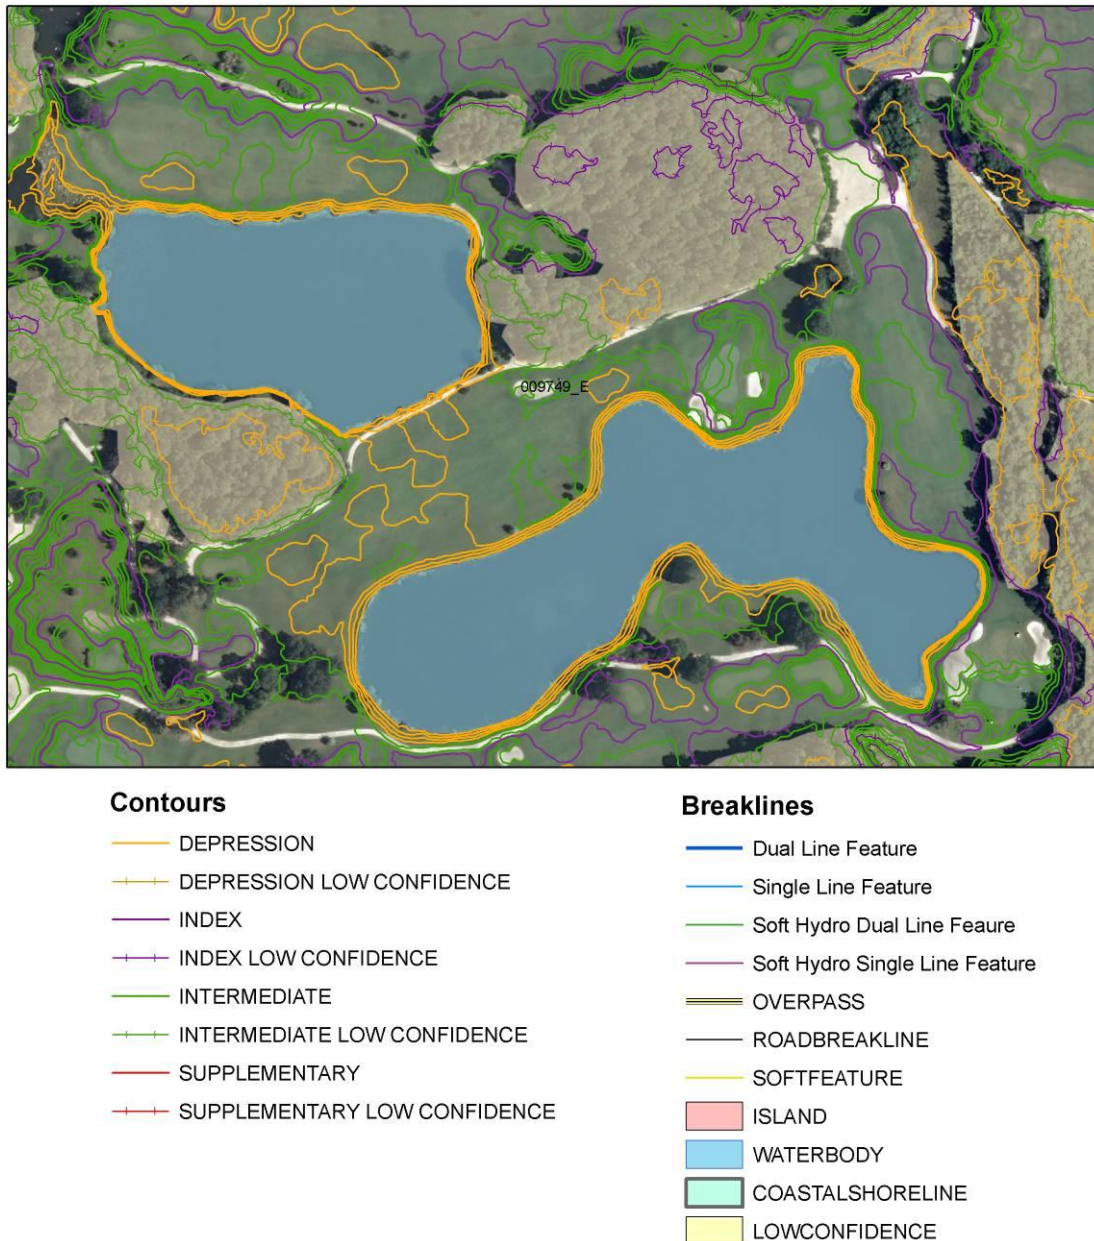 009749_E
Contours
DEPRESSION
DEPRESSION LOW CONFIDENCE
INDEX
INDEX LOW CONFIDENCE
INTERMEDIATE
INTERMEDIATE LOW CONFIDENCE
SUPPLEMENTARY
SUPPLEMENTARY LOW CONFIDENCE
Breaklines
Dual Line Feature
Single Line Feature
Soft Hydro Dual Line Feaure
Soft Hydro Single Line Feature
OVERPASS
ROADBREAKLINE
SOFTFEATURE
ISLAND
WATERBODY
COASTALSHORELINE
LOWCONFIDENCE